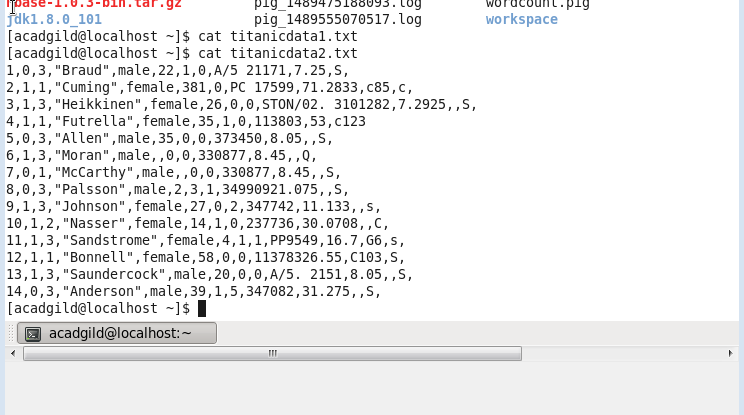 hbase-1.0.3-bin.tar.gz pig_1489475188093.log wordcount.pig
jdk1.8.0_101 pig_1489555070517.log workspace
[acadgild@localhost ~]$ cat titanicdata1.txt
[acadgild@localhost ~]$ cat titanicdata2.txt
1,0,3,"Braud",male,22,1,0,A/5 21171,7.25,S,
2,1,1,"Cuming",female,381,0,PC 17599,71.2833,c85,c,
3,1,3,"Heikkinen",female,26,0,0,STON/02. 3101282,7.2925,,S,
4,1,1,"Futrella",female,35,1,0,113803,53,c123
5,0,3,"Allen",male,35,0,0,373450,8.05,,S,
6,1,3,"Moran",male,,0,0,330877,8.45,,Q,
7,0,1,"McCarthy",male,,0,0,330877,8.45,,S,
8,0,3,"Palsson",male,2,3,1,34990921.075,,S,
9,1,3,"Johnson",female,27,0,2,347742,11.133,,s,
10,1,2,"Nasser",female,14,1,0,237736,30.0708,,C,
11,1,3,"Sandstrome",female,4,1,1,PP9549,16.7,G6,s,
12,1,1,"Bonnell",female,58,0,0,11378326.55,C103,S,
13,1,3,"Saundercock",male,20,0,0,A/5. 2151,8.05,,S,
14,0,3,"Anderson",male,39,1,5,347082,31.275,,S,
[acadgild@localhost ~]$
acadgild@localhost:~